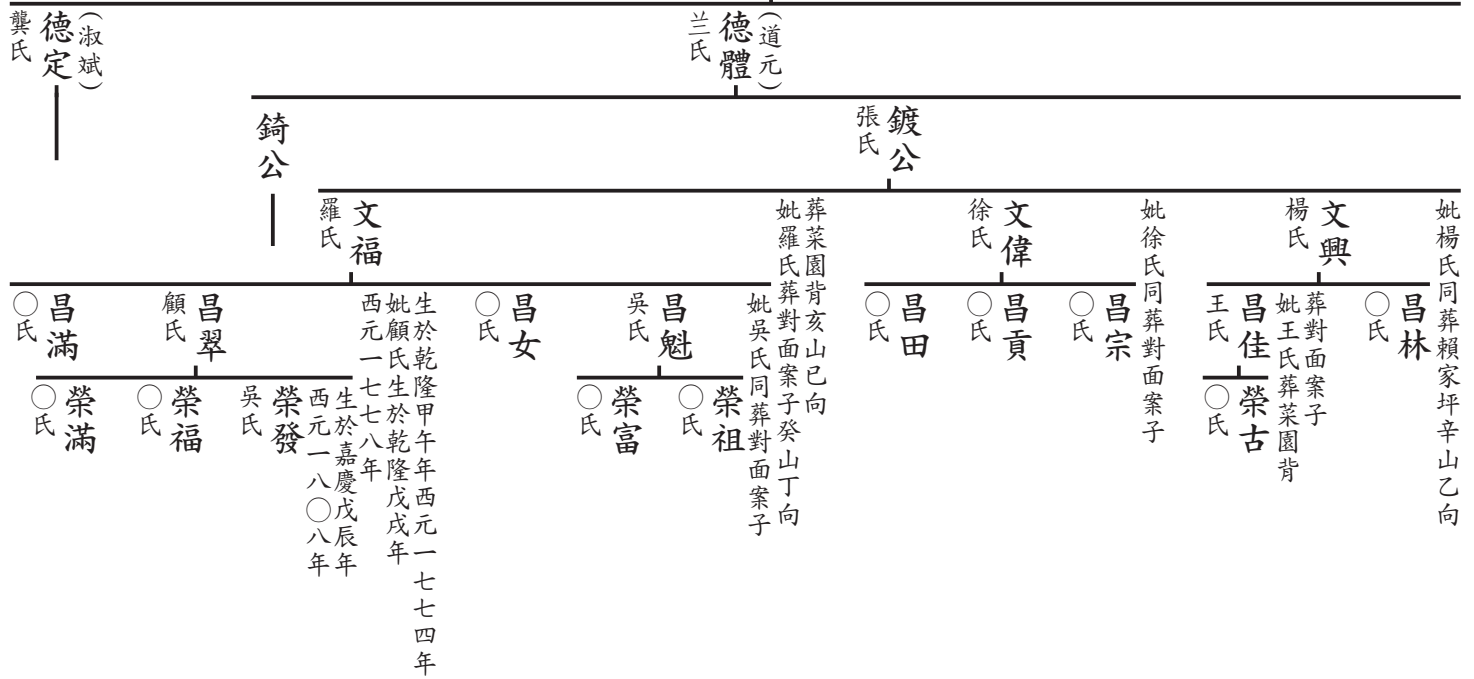 (道元)
德體
兰氏
(淑斌)
德定
龔氏
鍍公
張氏
錡公
妣楊氏同葬賴家坪辛山乙向
文興
楊氏
妣徐氏同葬對面案子
文偉
徐氏
葬菜園背亥山巳向
妣羅氏葬對面案子癸山丁向
文福
羅氏
昌林
○氏
葬對面案子
妣王氏葬菜園背
昌佳
王氏
昌宗
○氏
昌貢
○氏
昌田
○氏
妣吳氏同葬對面案子
昌魁
吳氏
昌女
○氏
生於乾隆甲午年西元一七七四年
妣顧氏生於乾隆戊戌年
西元一七七八年
昌翠
顧氏
昌滿
○氏
榮古
○氏
榮祖
○氏
榮富
○氏
生於嘉慶戊辰年
西元一八○八年
榮發
吳氏
榮福
○氏
榮滿
○氏